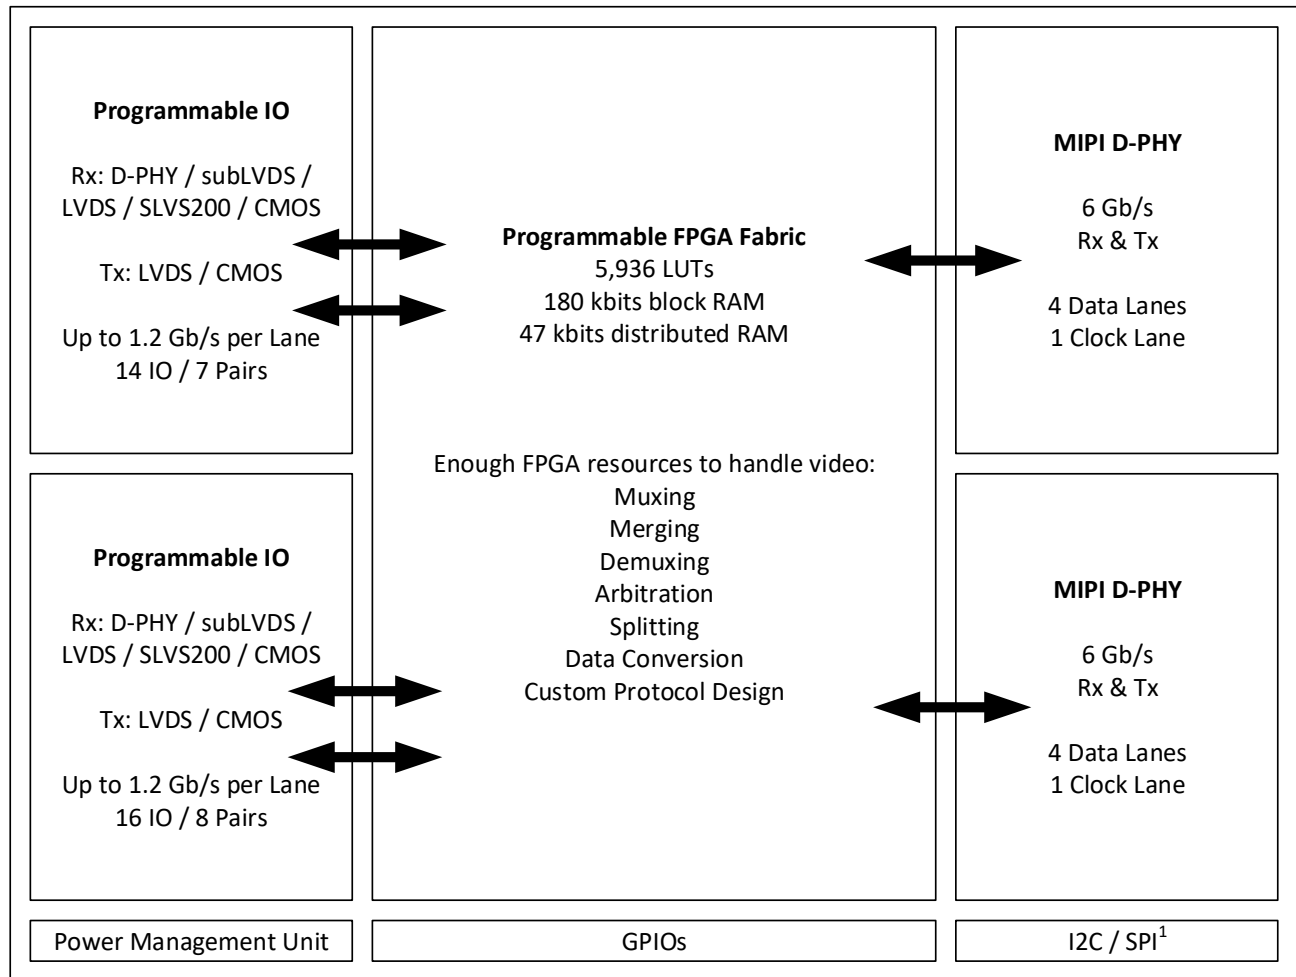 Programmable IO
Rx: D-PHY / subLVDS /
LVDS / SLVS200 / CMOS
Tx: LVDS / CMOS
Up to 1.2 Gb/s per Lane
14 IO / 7 Pairs
Programmable IO
Rx: D-PHY / subLVDS /
LVDS / SLVS200 / CMOS
Tx: LVDS / CMOS
Up to 1.2 Gb/s per Lane
16 IO / 8 Pairs
Programmable FPGA Fabric
5,936 LUTs
180 kbits block RAM
47 kbits distributed RAM
Enough FPGA resources to handle video:
Muxing
Merging
Demuxing
Arbitration
Splitting
Data Conversion
Custom Protocol Design
MIPI D-PHY
6 Gb/s
Rx & Tx
4 Data Lanes
1 Clock Lane
MIPI D-PHY
6 Gb/s
Rx & Tx
4 Data Lanes
1 Clock Lane
Power Management Unit
GPIOs
I2C / SPI¹